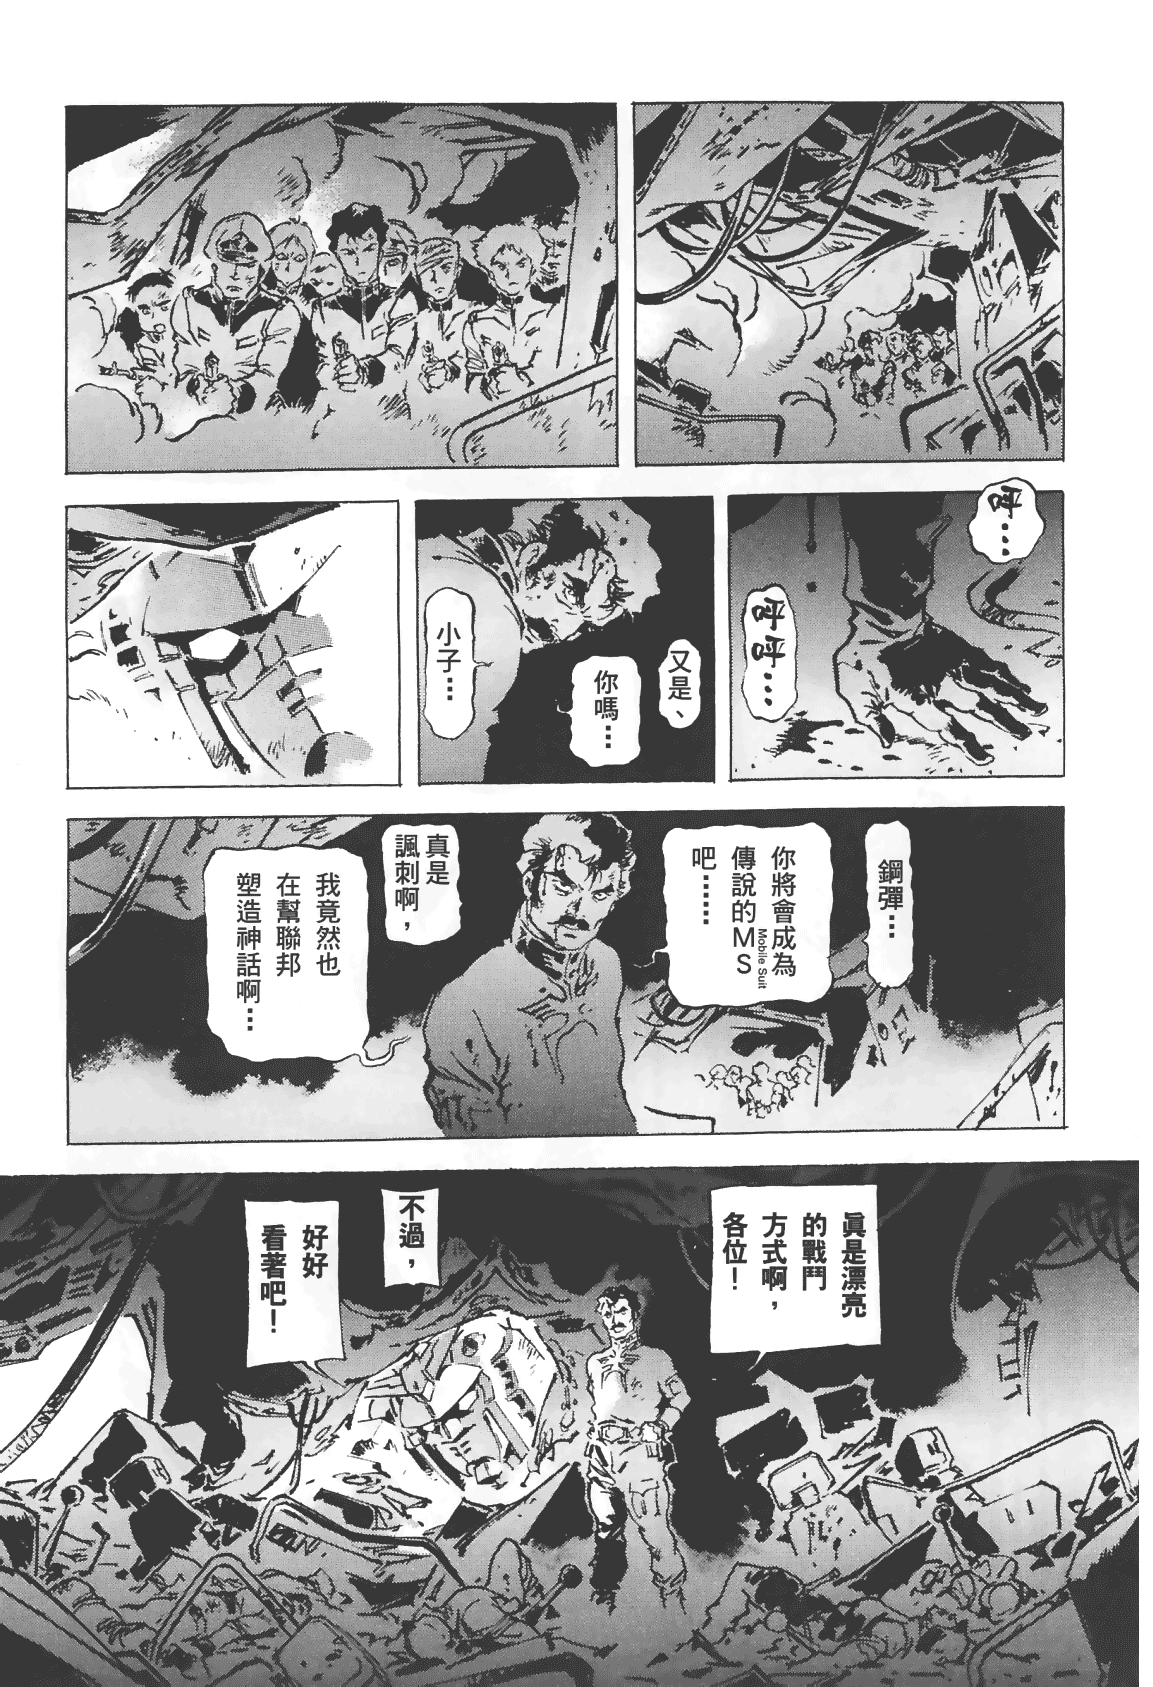 呼…
呼呼…
又是、
你嗎…
小子…
鋼彈…
你將會成為
傳說的MS
Mobile Suit
吧……
真是
諷刺啊，
我竟然也
在幫聯邦
塑造神話啊…
真是漂亮
的戰鬥
方式啊，
各位！
不過，
好好
看著吧！